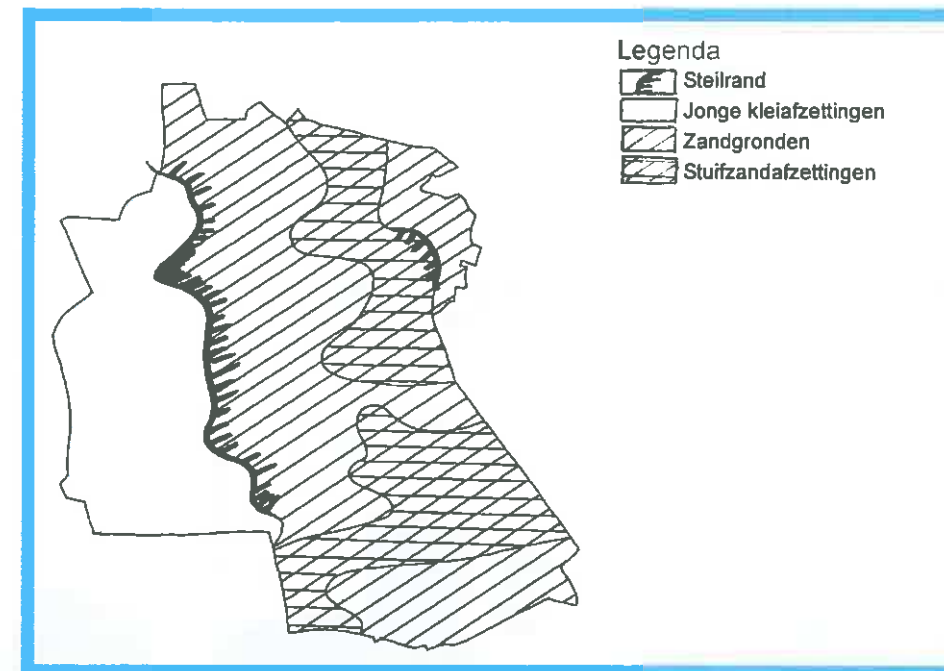 Legenda
Steilrand
Jonge kleiafzettingen
Zandgronden
Stuifzandafzettingen